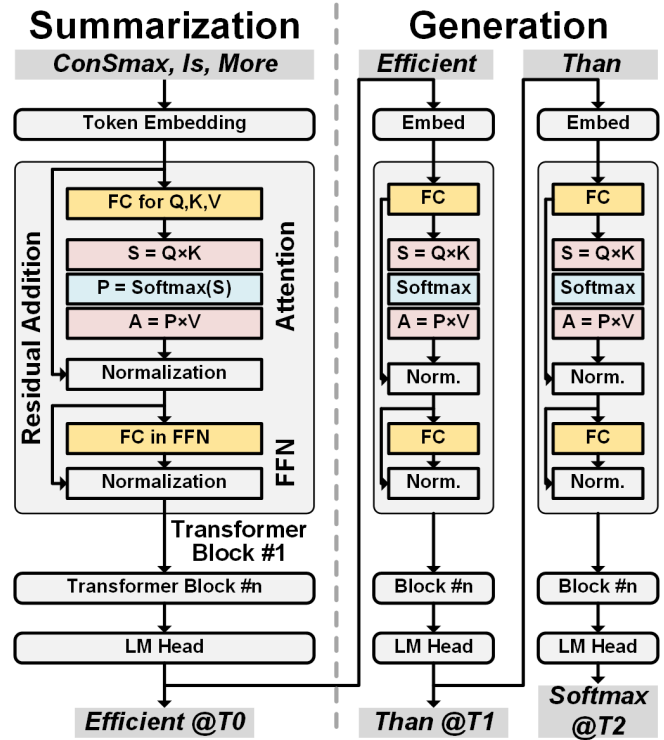 Summarization
ConSmax, Is, More
Token Embedding
FC for Q,K,V
S = Q×K
P = Softmax(S)
A = P×V
Normalization
FC in FFN
Normalization
Residual Addition
Attention
FFN
Transformer
Block #1
Transformer Block #n
LM Head
Efficient @T0
Generation
Efficient
Embed
FC
S = Q×K
Softmax
A = P×V
Norm.
FC
Norm.
Block #n
LM Head
Than @T1
Than
Embed
FC
S = Q×K
Softmax
A = P×V
Norm.
FC
Norm.
Block #n
LM Head
Softmax
@T2